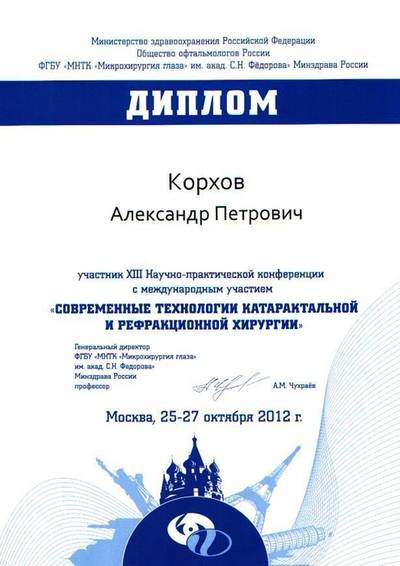 Министерство здравоохранения Российской Федерации
Общество офтальмологов России
ФГБУ «МНТК «Микрохирургия глаза» им. акад. С.Н. Фёдорова» Минздрава России
ДИПЛОМ
Корхов
Александр Петрович
участник XIII Научно-практической конференции
с международным участием
«СОВРЕМЕННЫЕ ТЕХНОЛОГИИ КАТАРАКТАЛЬНОЙ
И РЕФРАКЦИОННОЙ ХИРУРГИИ»
Генеральный директор
ФГБУ «МНТК «Микрохирургия глаза»
им. акад. С.Н. Федорова»
Минздрава России
профессор
А.М. Чухраёв
Москва, 25-27 октября 2012 г.